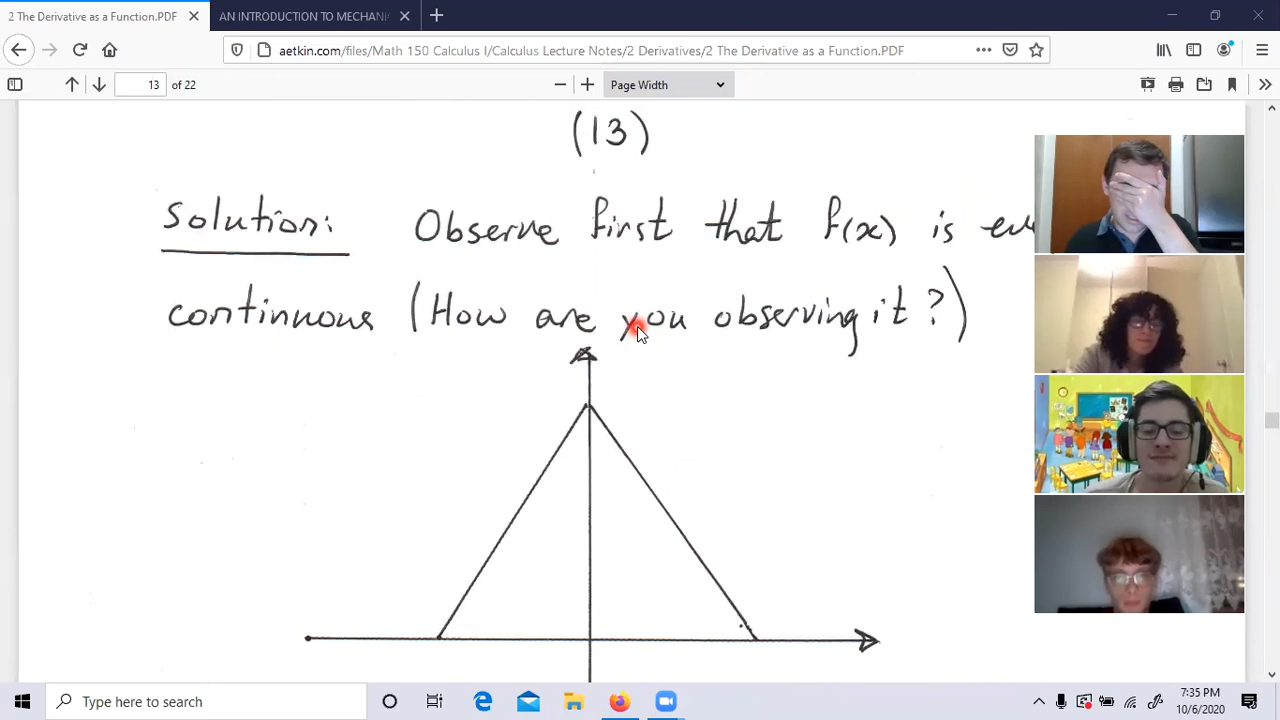 2 The Derivative as a Function.PDF
AN INTRODUCTION TO MECHANI
aetkin.com/files/Math 150 Calculus I/Calculus Lecture Notes/2 Derivatives/2 The Derivative as a Function.PDF
13 of 22
Page Width
(13)
Solution: Observe first that f(x) is
continuous (How are you observing it?)
Type here to search
7:35 PM
10/6/2020